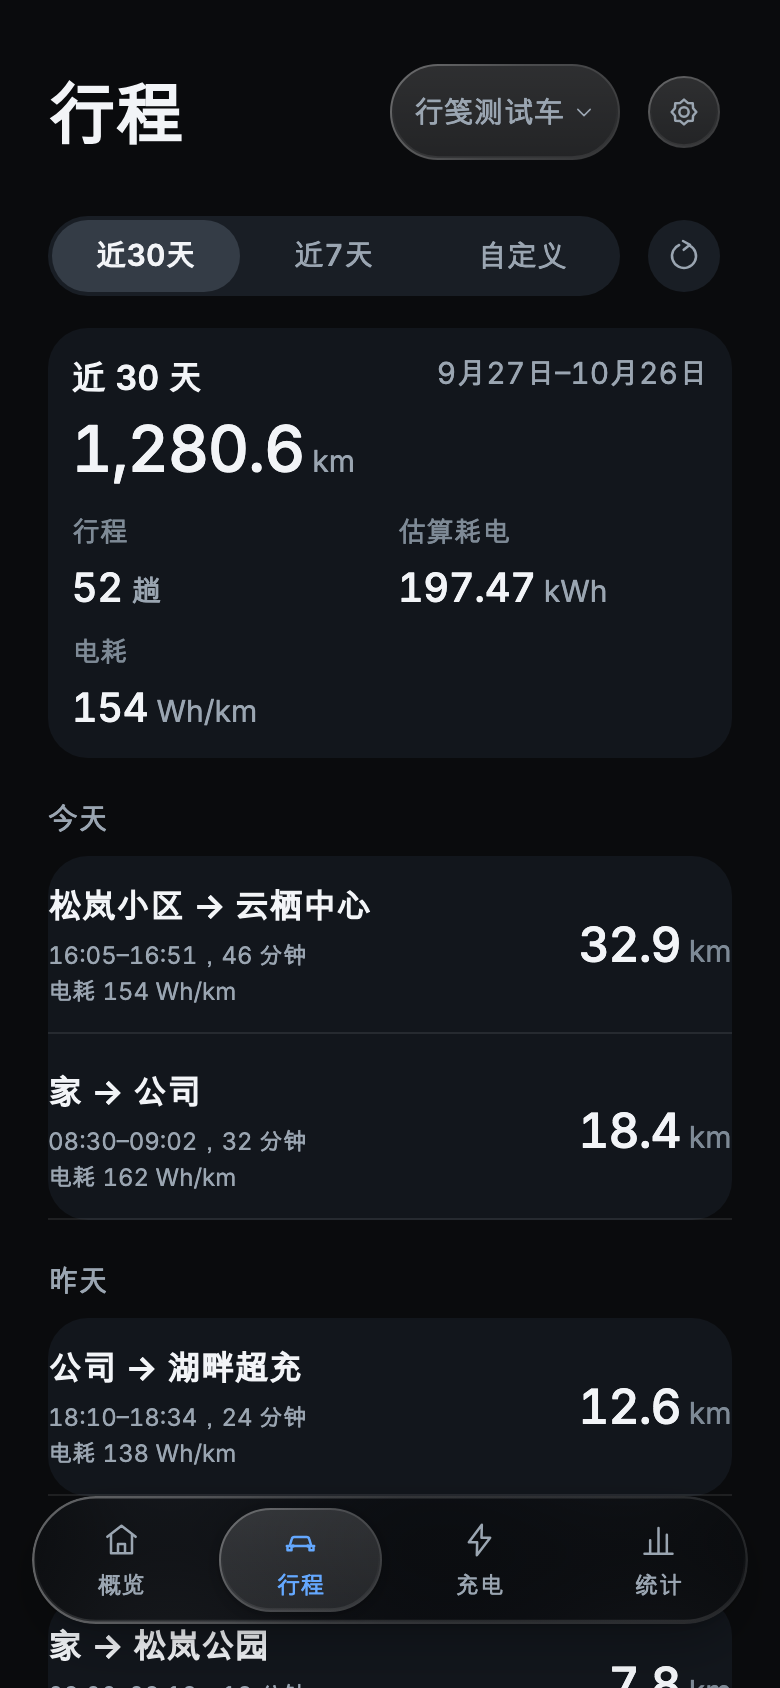 行程
行笺测试车
近30天
近7天
自定义
近 30 天
9月27日–10月26日
1,280.6 km
行程
估算耗电
52 趟
197.47 kWh
电耗
154 Wh/km
今天
松岚小区 → 云栖中心
16:05–16:51，46 分钟
电耗 154 Wh/km
32.9 km
家 → 公司
08:30–09:02，32 分钟
电耗 162 Wh/km
18.4 km
昨天
公司 → 湖畔超充
18:10–18:34，24 分钟
电耗 138 Wh/km
12.6 km
概览
行程
充电
统计
家 → 松岚公园
7.8 km